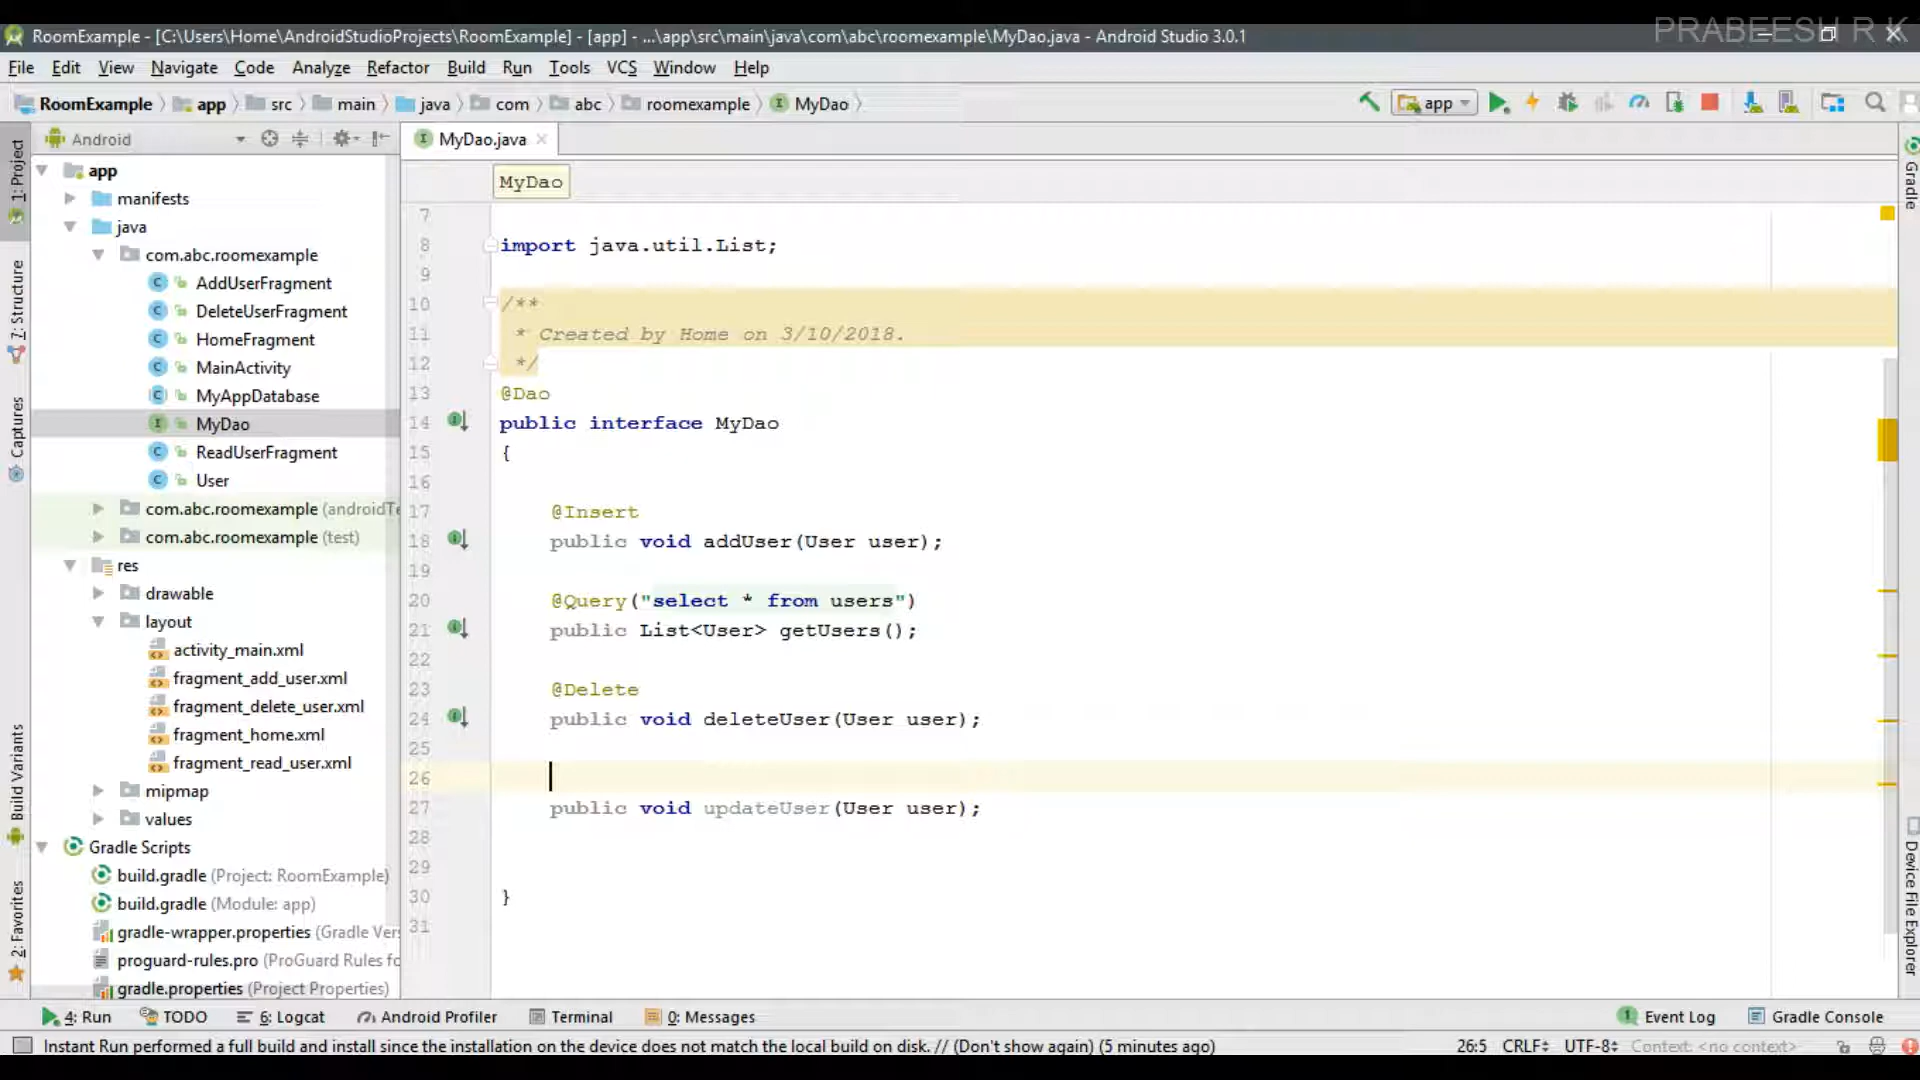 PRABEESH R K
RoomExample - [C:\Users\Home\AndroidStudioProjects\RoomExample] - [app] - ...\app\src\main\java\com\abc\roomexample\MyDao.java - Android Studio 3.0.1
File Edit View Navigate Code Analyze Refactor Build Run Tools VCS Window Help
RoomExample app src main java com abc roomexample MyDao app
Android
MyDao.java
MyDao
1: Project
7: Structure
Captures
Build Variants
2: Favorites
app
manifests
java
com.abc.roomexample
AddUserFragment
DeleteUserFragment
HomeFragment
MainActivity
MyAppDatabase
MyDao
ReadUserFragment
User
com.abc.roomexample (androidTe
com.abc.roomexample (test)
res
drawable
layout
activity_main.xml
fragment_add_user.xml
fragment_delete_user.xml
fragment_home.xml
fragment_read_user.xml
mipmap
values
Gradle Scripts
build.gradle (Project: RoomExample)
build.gradle (Module: app)
gradle-wrapper.properties (Gradle Ver
proguard-rules.pro (ProGuard Rules fo
gradle.properties (Project Properties)
7
8 import java.util.List;
9
10 /**
11 * Created by Home on 3/10/2018.
12 */
13 @Dao
14 public interface MyDao
15 {
16
17 @Insert
18 public void addUser(User user);
19
20 @Query("select * from users")
21 public List<User> getUsers();
22
23 @Delete
24 public void deleteUser(User user);
25
26
27 public void updateUser(User user);
28
29
30 }
31
Gradle
Device File Explorer
4: Run TODO 6: Logcat Android Profiler Terminal 0: Messages 1 Event Log Gradle Console
Instant Run performed a full build and install since the installation on the device does not match the local build on disk. // (Don't show again) (5 minutes ago) 26:5 CRLF UTF-8 Context: <no context>